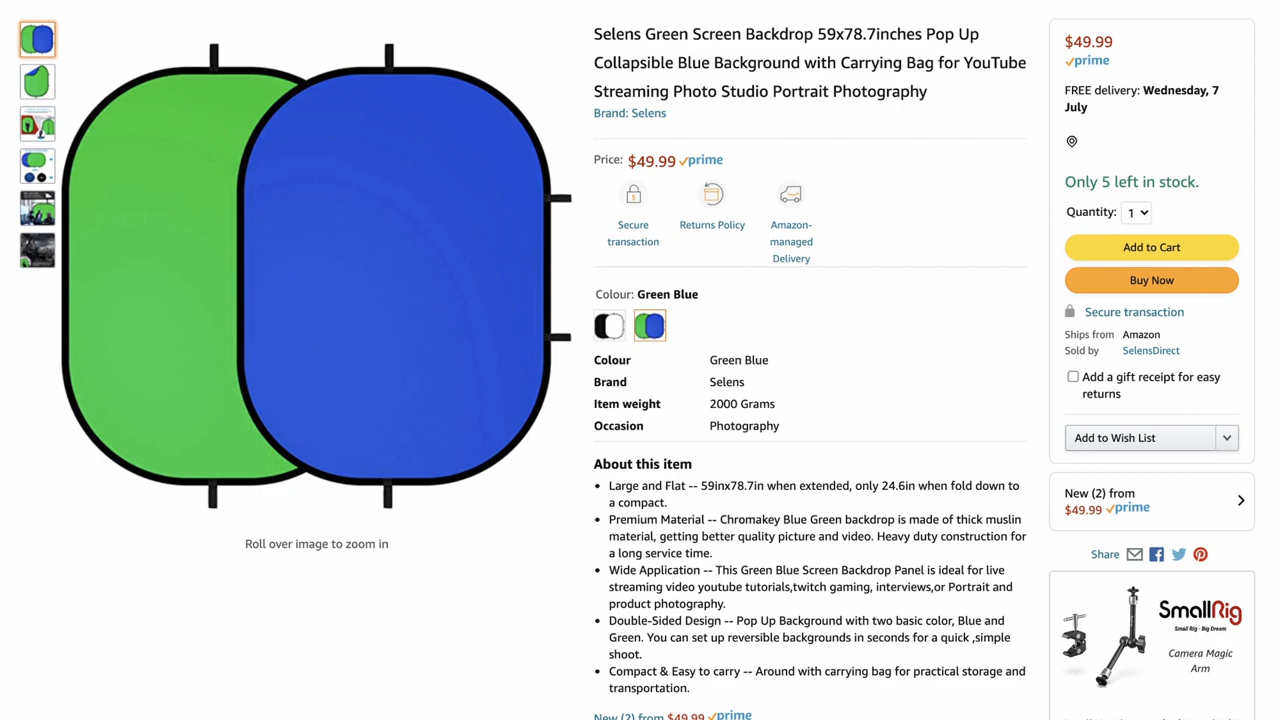 Selens Green Screen Backdrop 59x78.7inches Pop Up
Collapsible Blue Background with Carrying Bag for YouTube
Streaming Photo Studio Portrait Photography
Brand: Selens
Price: $49.99 prime
Secure
transaction
Returns Policy
Amazon-
managed
Delivery
Colour: Green Blue
Colour Green Blue
Brand Selens
Item weight 2000 Grams
Occasion Photography
About this item
• Large and Flat -- 59inx78.7in when extended, only 24.6in when fold down to
a compact.
• Premium Material -- Chromakey Blue Green backdrop is made of thick muslin
material, getting better quality picture and video. Heavy duty construction for
a long service time.
• Wide Application -- This Green Blue Screen Backdrop Panel is ideal for live
streaming video youtube tutorials,twitch gaming, interviews,or Portrait and
product photography.
• Double-Sided Design -- Pop Up Background with two basic color, Blue and
Green. You can set up reversible backgrounds in seconds for a quick ,simple
shoot.
• Compact & Easy to carry -- Around with carrying bag for practical storage and
transportation.
New (2) from $49.99 prime
Roll over image to zoom in
$49.99
prime
FREE delivery: Wednesday, 7
July
Only 5 left in stock.
Quantity: 1
Add to Cart
Buy Now
Secure transaction
Ships from Amazon
Sold by SelensDirect
Add a gift receipt for easy
returns
Add to Wish List
New (2) from
$49.99 prime
Share
SmallRig
Small Rig · Big Dream
Camera Magic
Arm